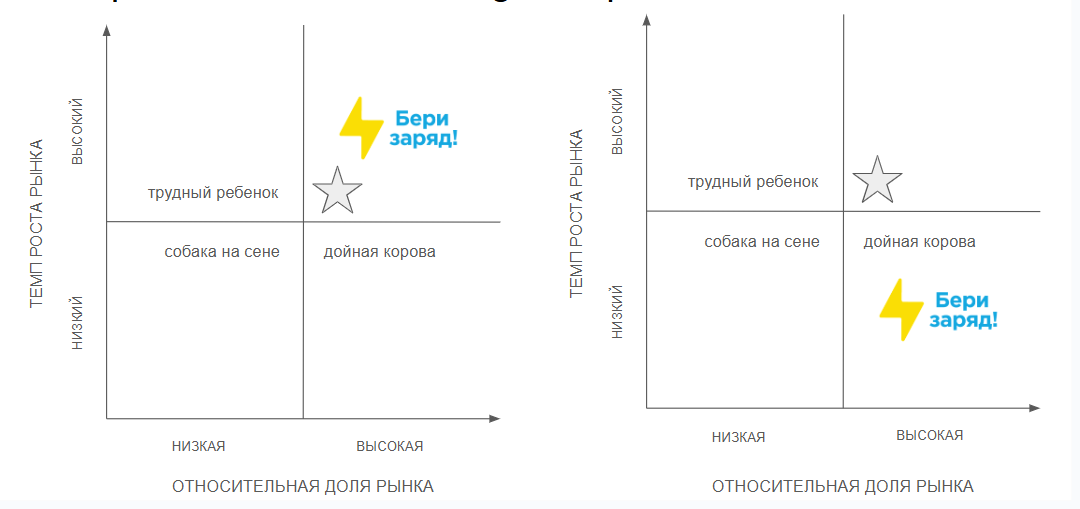 ТЕМП РОСТА РЫНКА
ВЫСОКИЙ
НИЗКИЙ
Бери
заряд!
трудный ребенок
собака на сене
дойная корова
НИЗКАЯ
ВЫСОКАЯ
ОТНОСИТЕЛЬНАЯ ДОЛЯ РЫНКА
ТЕМП РОСТА РЫНКА
ВЫСОКИЙ
НИЗКИЙ
трудный ребенок
собака на сене
дойная корова
Бери
заряд!
НИЗКАЯ
ВЫСОКАЯ
ОТНОСИТЕЛЬНАЯ ДОЛЯ РЫНКА